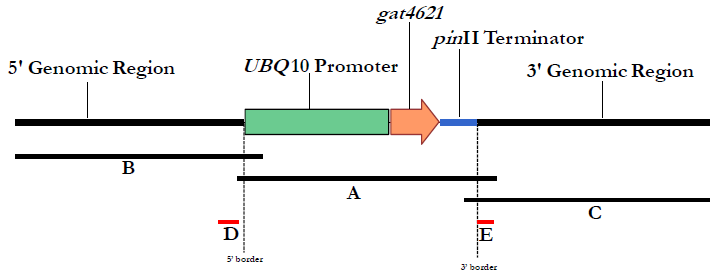 gat4621
pinII Terminator
5' Genomic Region
UBQ10 Promoter
3' Genomic Region
B
A
C
D
E
5' border
3' border